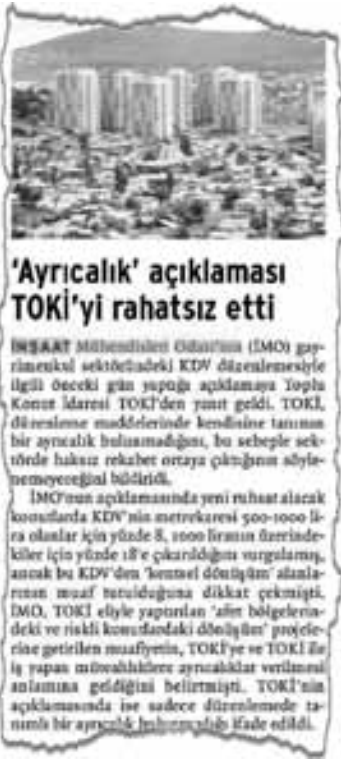 'Ayrıcalık' açıklaması
TOKİ'yi rahatsız etti
İNŞAAT Mühendisleri Odası'nın (İMO) gay-
rimenkul sektöründeki KDV düzenlemesiyle
ilgili önceki gün yaptığı açıklamaya Toplu
Konut İdaresi TOKİ'den yanıt geldi. TOKİ,
düzenleme maddelerinde kendisine tanınan
bir ayrıcalık bulunmadığını, bu sebeple sek-
törde haksız rekabet ortaya çıktığının söyle-
nemeyeceğini bildirdi.
İMO'nun açıklamasında yeni ruhsat alacak
konutlarda KDV'nin metrekaresi 500-1000 li-
ra olanlar için yüzde 8, 1000 liranın üzerinde-
kiler için yüzde 18'e çıkarıldığını vurgulamış,
ancak bu KDV'den 'kentsel dönüşüm' alanla-
rının muaf tutulduğuna dikkat çekmişti.
İMO, TOKİ eliyle yaptırılan 'afet bölgelerin-
deki ve riskli konutlardaki dönüşüm' projele-
rine getirilen muafiyetin, TOKİ'ye ve TOKİ ile
iş yapan müteahhitlere ayrıcalıklar verilmesi
anlamına geldiğini belirtmişti. TOKİ'nin
açıklamasında ise sadece düzenlemede ta-
nımlı bir ayrıcalık bulunmadığı ifade edildi.